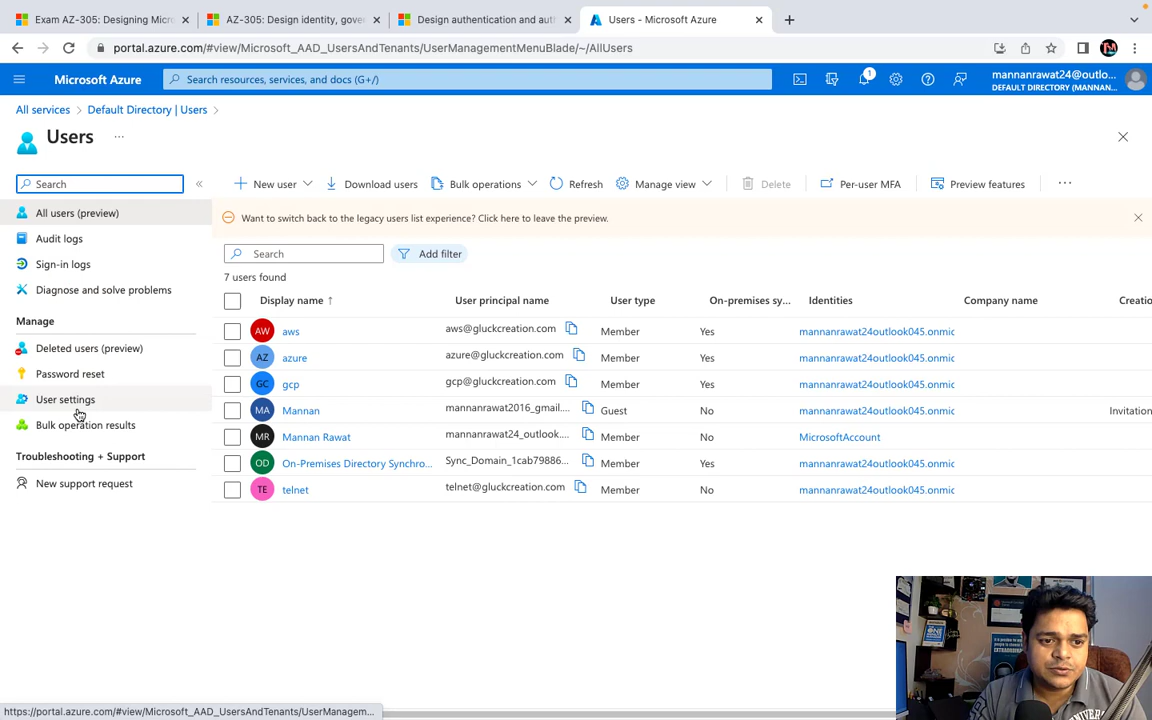 Exam AZ-305: Designing Micr
AZ-305: Design identity, gove
Design authentication and aut
Users - Microsoft Azure
portal.azure.com/#view/Microsoft_AAD_UsersAndTenants/UserManagementMenuBlade/~/AllUsers
Microsoft Azure
Search resources, services, and docs (G+/)
1
mannanrawat24@outlo...
DEFAULT DIRECTORY (MANNAN...
All services
Default Directory | Users
Users
...
Search
«
New user
Download users
Bulk operations
Refresh
Manage view
Delete
Per-user MFA
Preview features
...
All users (preview)
Audit logs
Sign-in logs
Diagnose and solve problems
Manage
Deleted users (preview)
Password reset
User settings
Bulk operation results
Troubleshooting + Support
New support request
Want to switch back to the legacy users list experience? Click here to leave the preview.
Search
Add filter
7 users found
Display name ↑ User principal name User type On-premises sy... Identities Company name Creatio
AW aws aws@gluckcreation.com Member Yes mannanrawat24outlook045.onmic
AZ azure azure@gluckcreation.com Member Yes mannanrawat24outlook045.onmic
GC gcp gcp@gluckcreation.com Member Yes mannanrawat24outlook045.onmic
MA Mannan mannanrawat2016_gmail.... Guest No mannanrawat24outlook045.onmic Invitation
MR Mannan Rawat mannanrawat24_outlook.... Member No MicrosoftAccount
OD On-Premises Directory Synchro... Sync_Domain_1cab79886... Member Yes mannanrawat24outlook045.onmic
TE telnet telnet@gluckcreation.com Member No mannanrawat24outlook045.onmic
https://portal.azure.com/#view/Microsoft_AAD_UsersAndTenants/UserManagem...